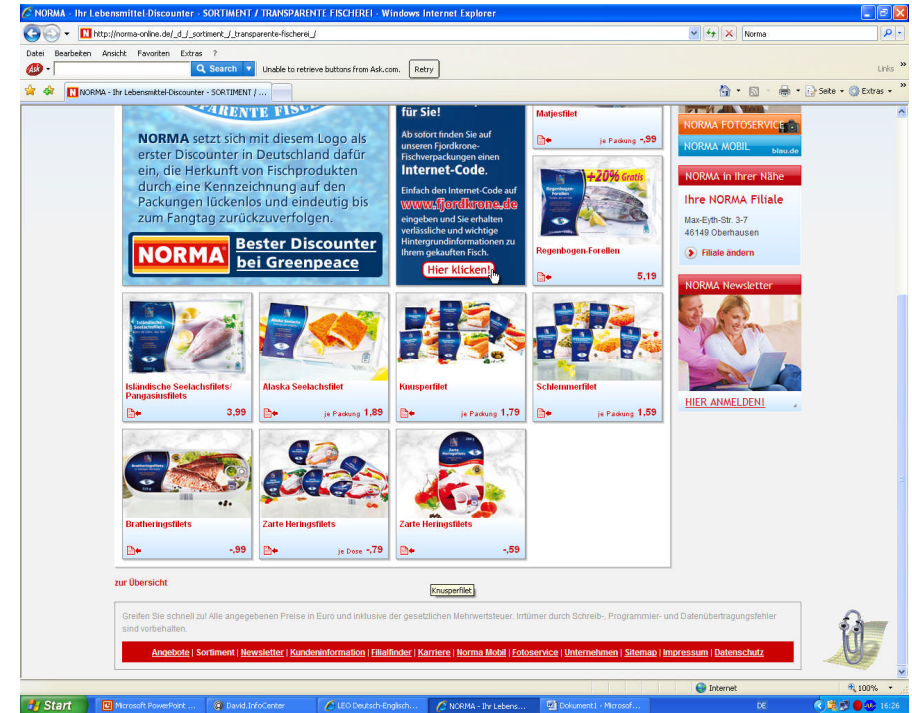 NORMA - Ihr Lebensmittel-Discounter - SORTIMENT / TRANSPARENTE FISCHEREI - Windows Internet Explorer
http://norma-online.de/_d_/_sortiment_/_transparente-fischerei_/
Norma
Datei Bearbeiten Ansicht Favoriten Extras ?
Ask
Search
Unable to retrieve buttons from Ask.com.
Retry
Links
NORMA - Ihr Lebensmittel-Discounter - SORTIMENT / ...
Seite
Extras
NORMA setzt sich mit diesem Logo als
erster Discounter in Deutschland dafür
ein, die Herkunft von Fischprodukten
durch eine Kennzeichnung auf den
Packungen lückenlos und eindeutig bis
zum Fangtag zurückzuverfolgen.
NORMA
Bester Discounter
bei Greenpeace
für Sie!
Ab sofort finden Sie auf
unseren Fjordkrone-
Fischverpackungen einen
Internet-Code.
Einfach den Internet-Code auf
www.fjordkrone.de
eingeben und Sie erhalten
verlässliche und wichtige
Hintergrundinformationen zu
Ihrem gekauften Fisch.
Hier klicken!
Matjesfilet
je Packung -,99
+20% Gratis
Regenbogen-Forellen
Regenbogen-Forellen
5,19
NORMA FOTOSERVICE
NORMA MOBIL
blau.de
NORMA in Ihrer Nähe
Ihre NORMA Filiale
Max-Eyth-Str. 3-7
46149 Oberhausen
Filiale ändern
NORMA Newsletter
HIER ANMELDEN!
Isländische Seelachsfilets/
Pangasiusfilets
3,99
Alaska Seelachsfilet
je Packung 1,89
Knusperfilet
je Packung 1,79
Schlemmerfilet
je Packung 1,59
Bratheringsfilets
-,99
Zarte Heringsfilets
je Dose -,79
Zarte Heringsfilets
-,59
zur Übersicht
Knusperfilet
Greifen Sie schnell zu! Alle angegebenen Preise in Euro und inklusive der gesetzlichen Mehrwertsteuer. Irrtümer durch Schreib-, Programmier- und Datenübertragungsfehler
sind vorbehalten.
Angebote | Sortiment | Newsletter | Kundeninformation | Filialfinder | Karriere | Norma Mobil | Fotoservice | Unternehmen | Sitemap | Impressum | Datenschutz
Internet
100%
Start
Microsoft PowerPoint ...
David.InfoCenter
LEO Deutsch-Englisch...
NORMA - Ihr Lebens...
Dokument1 - Microsof...
DE
16:26